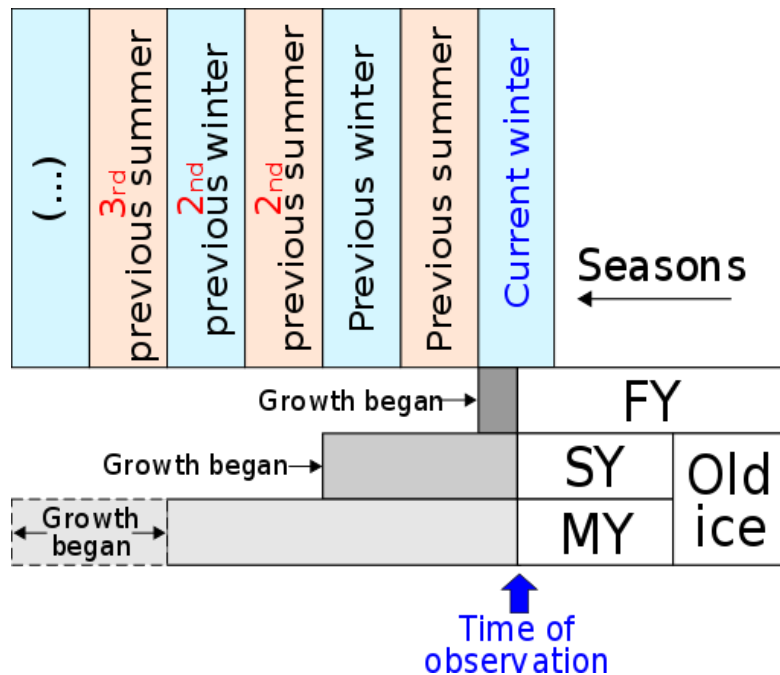 (...)
3rd
previous summer
2nd
previous winter
2nd
previous summer
Previous winter
Previous summer
Current winter
Seasons
Growth began
FY
Growth began
SY
Old
ice
Growth
began
MY
Time of
observation